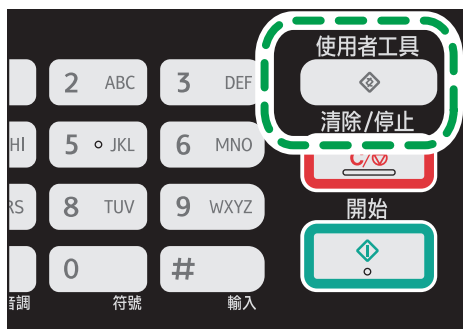 使用者工具
2 ABC
3 DEF
清除/停止
HI
5 JKL
6 MNO
C/
RS
8 TUV
9 WXYZ
開始
0
#
音調
符號
輸入